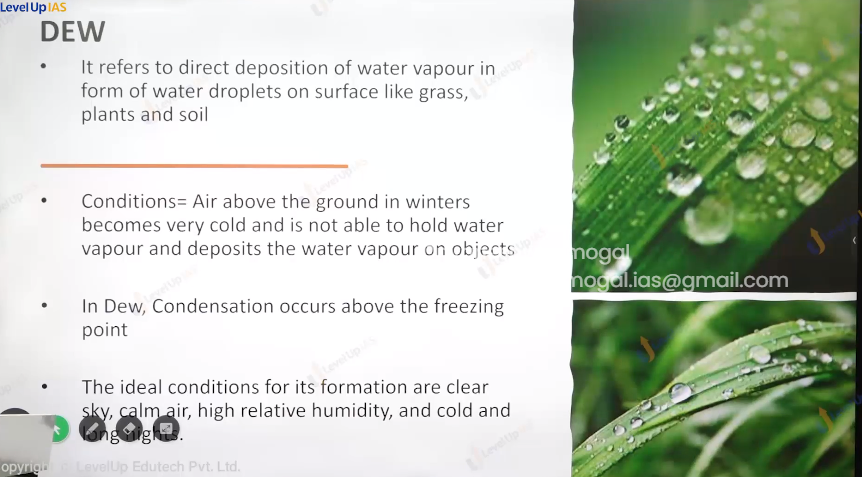 LevelUp IAS
DEW
• It refers to direct deposition of water vapour in
form of water droplets on surface like grass,
plants and soil
• Conditions= Air above the ground in winters
becomes very cold and is not able to hold water
vapour and deposits the water vapour on objects
mogal
mogal.ias@gmail.com
• In Dew, Condensation occurs above the freezing
point
• The ideal conditions for its formation are clear
sky, calm air, high relative humidity, and cold and
long nights.
opyright LevelUp Edutech Pvt. Ltd.